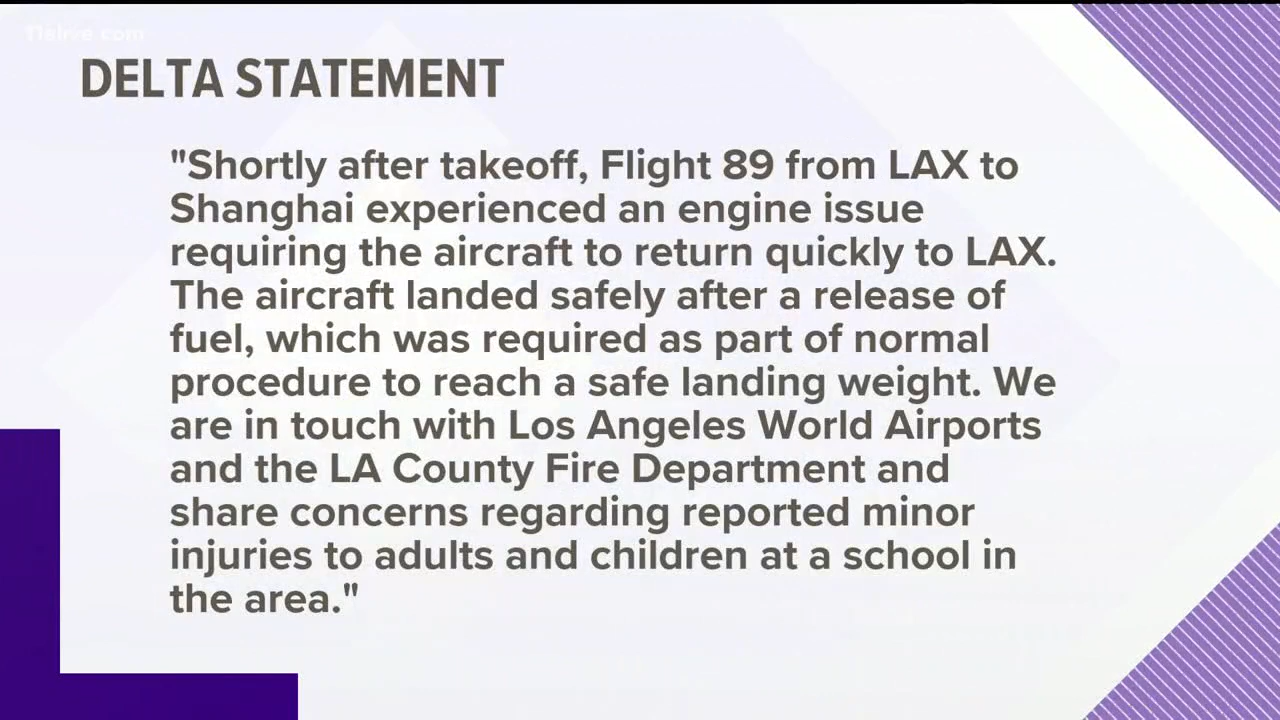 11alive.com
DELTA STATEMENT
"Shortly after takeoff, Flight 89 from LAX to
Shanghai experienced an engine issue
requiring the aircraft to return quickly to LAX.
The aircraft landed safely after a release of
fuel, which was required as part of normal
procedure to reach a safe landing weight. We
are in touch with Los Angeles World Airports
and the LA County Fire Department and
share concerns regarding reported minor
injuries to adults and children at a school in
the area."